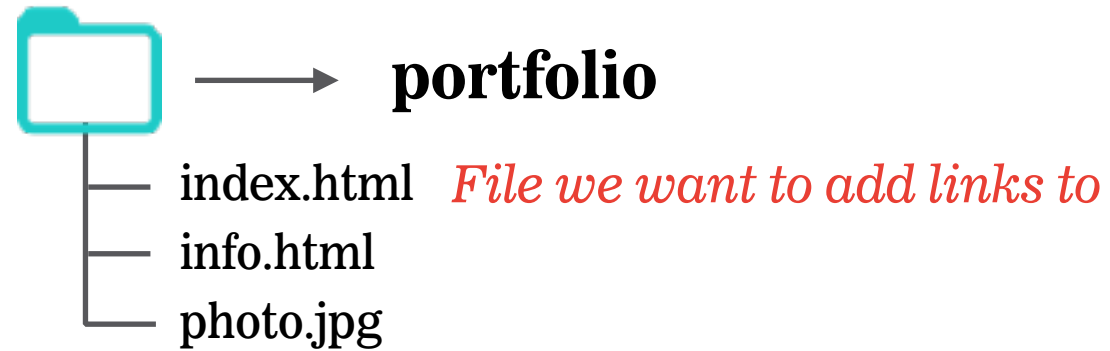 portfolio
index.html File we want to add links to
info.html
photo.jpg